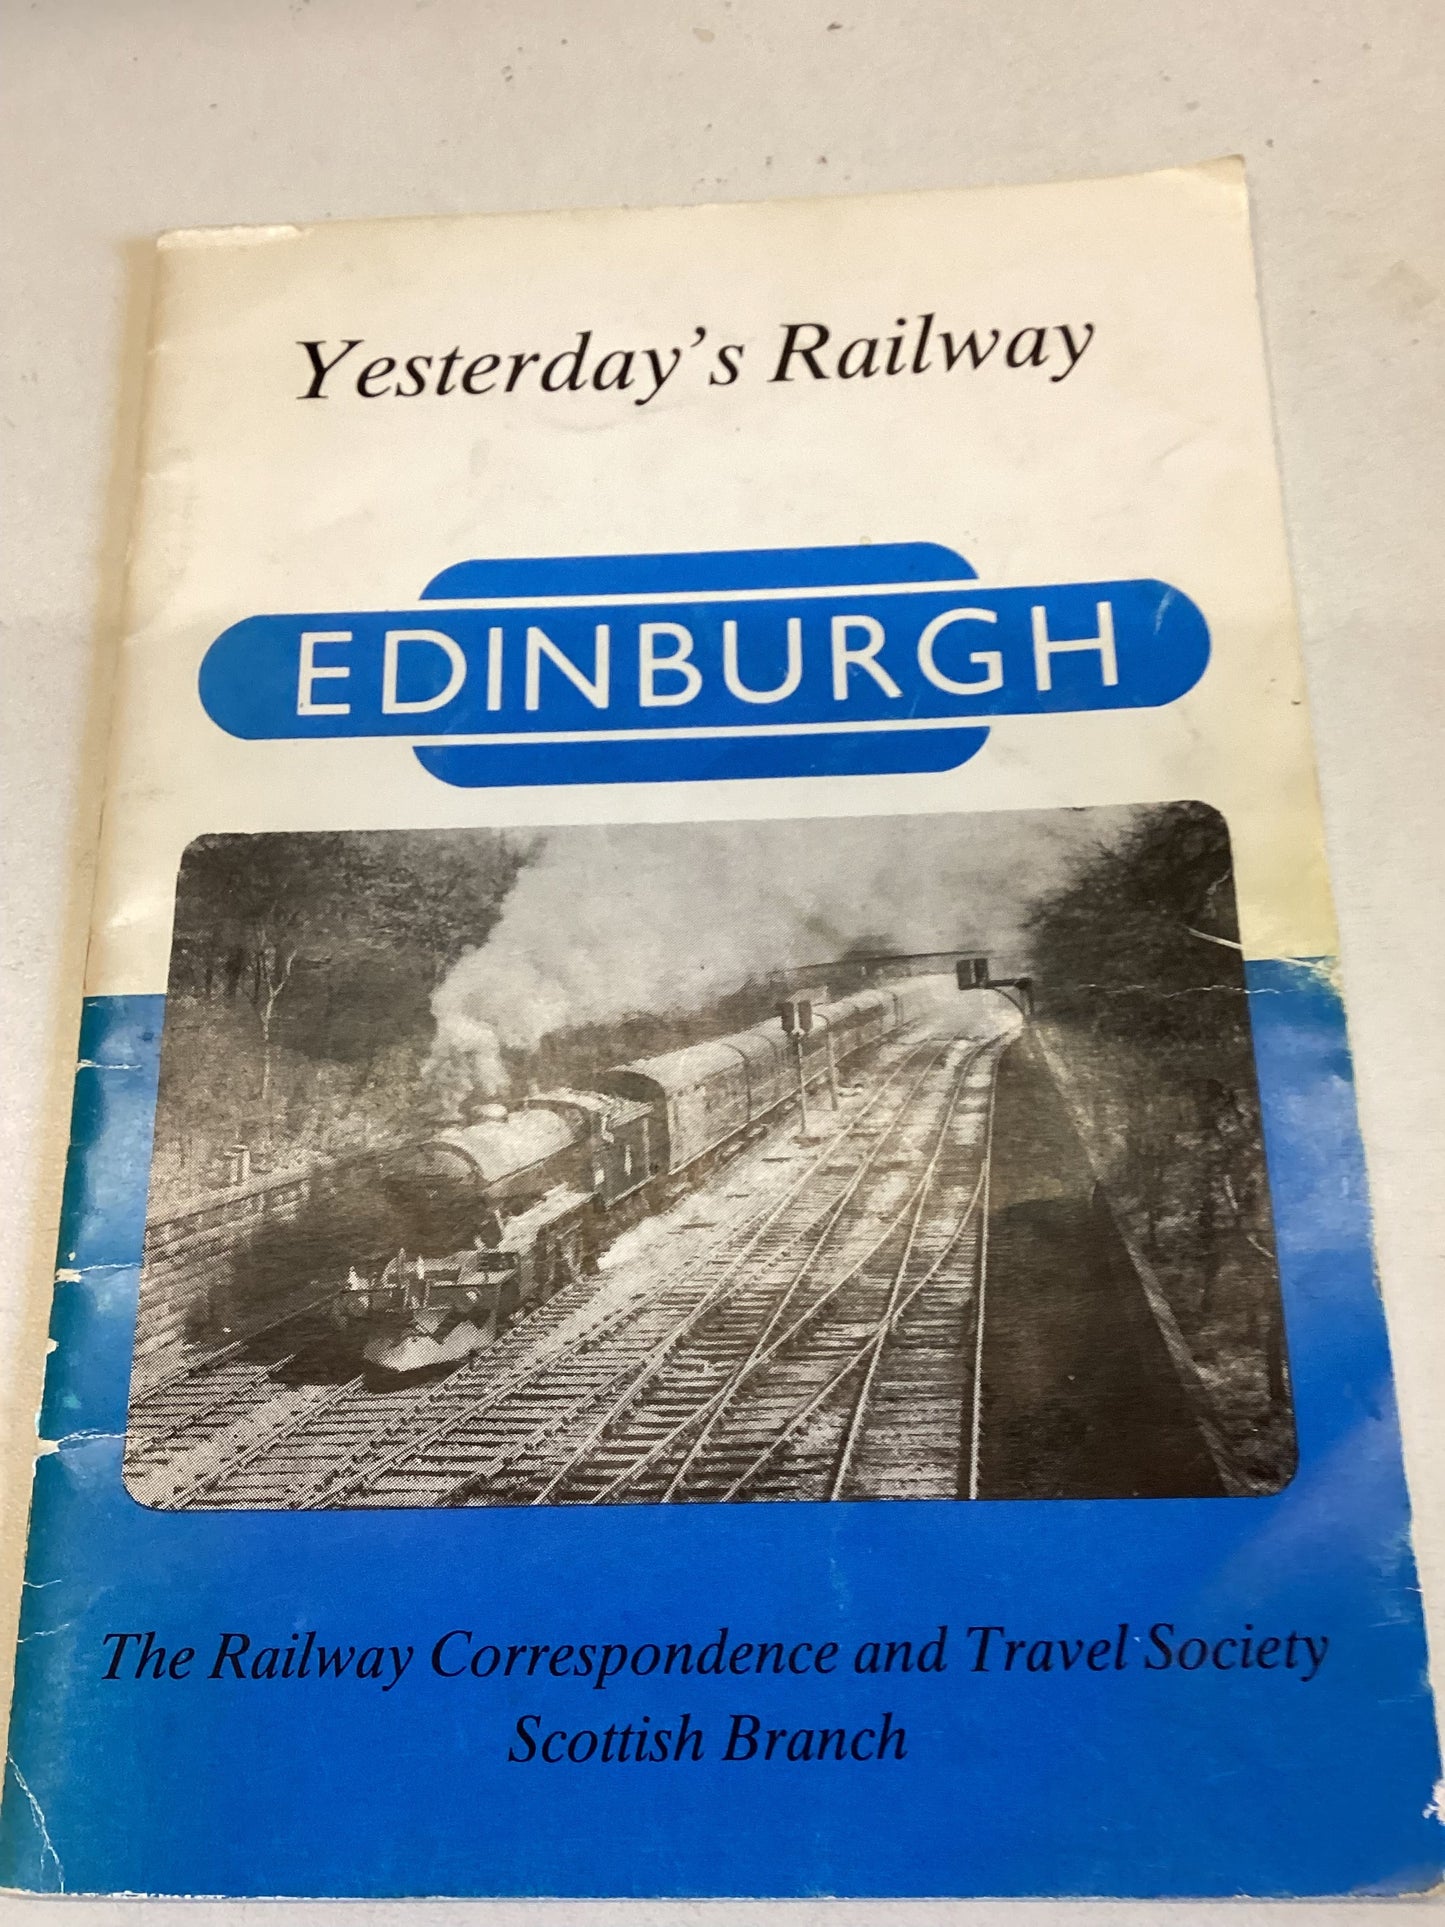 Yesterday's Railway
EDINBURGH
The Railway Correspondence and Travel Society
Scottish Branch